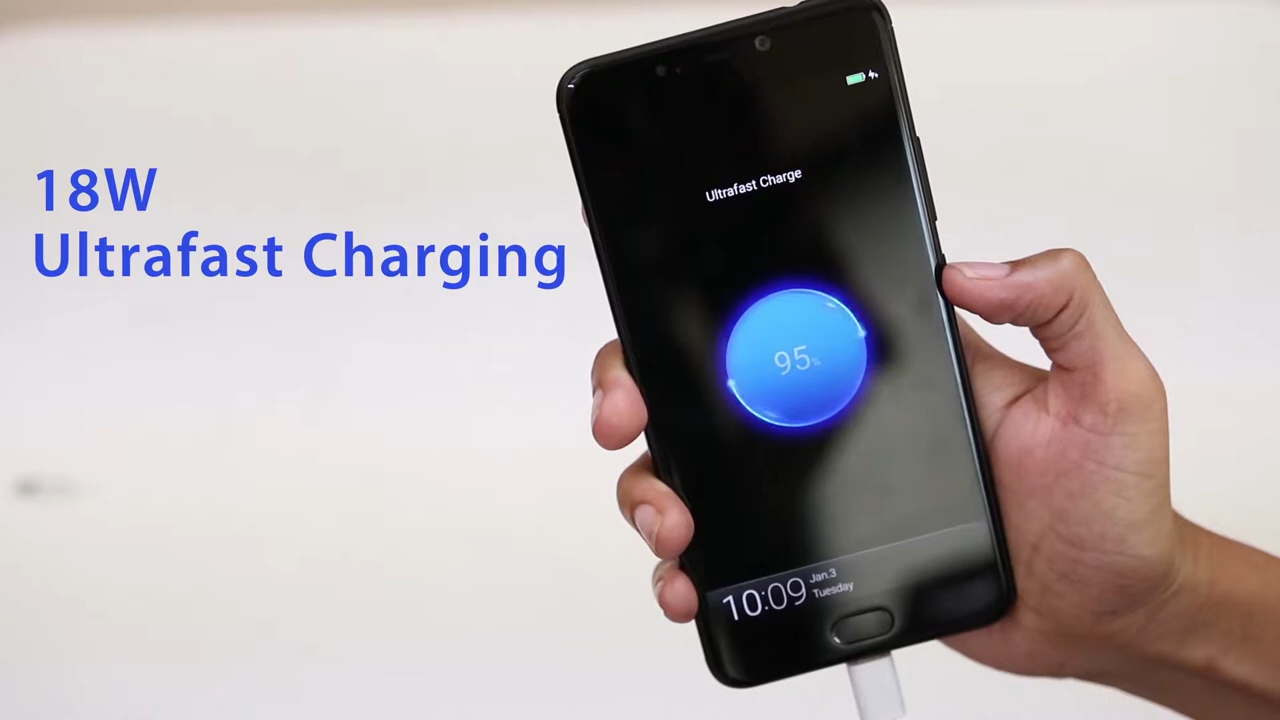 18W
Ultrafast Charging
Ultrafast Charge
95%
10:09
Jan.3
Tuesday